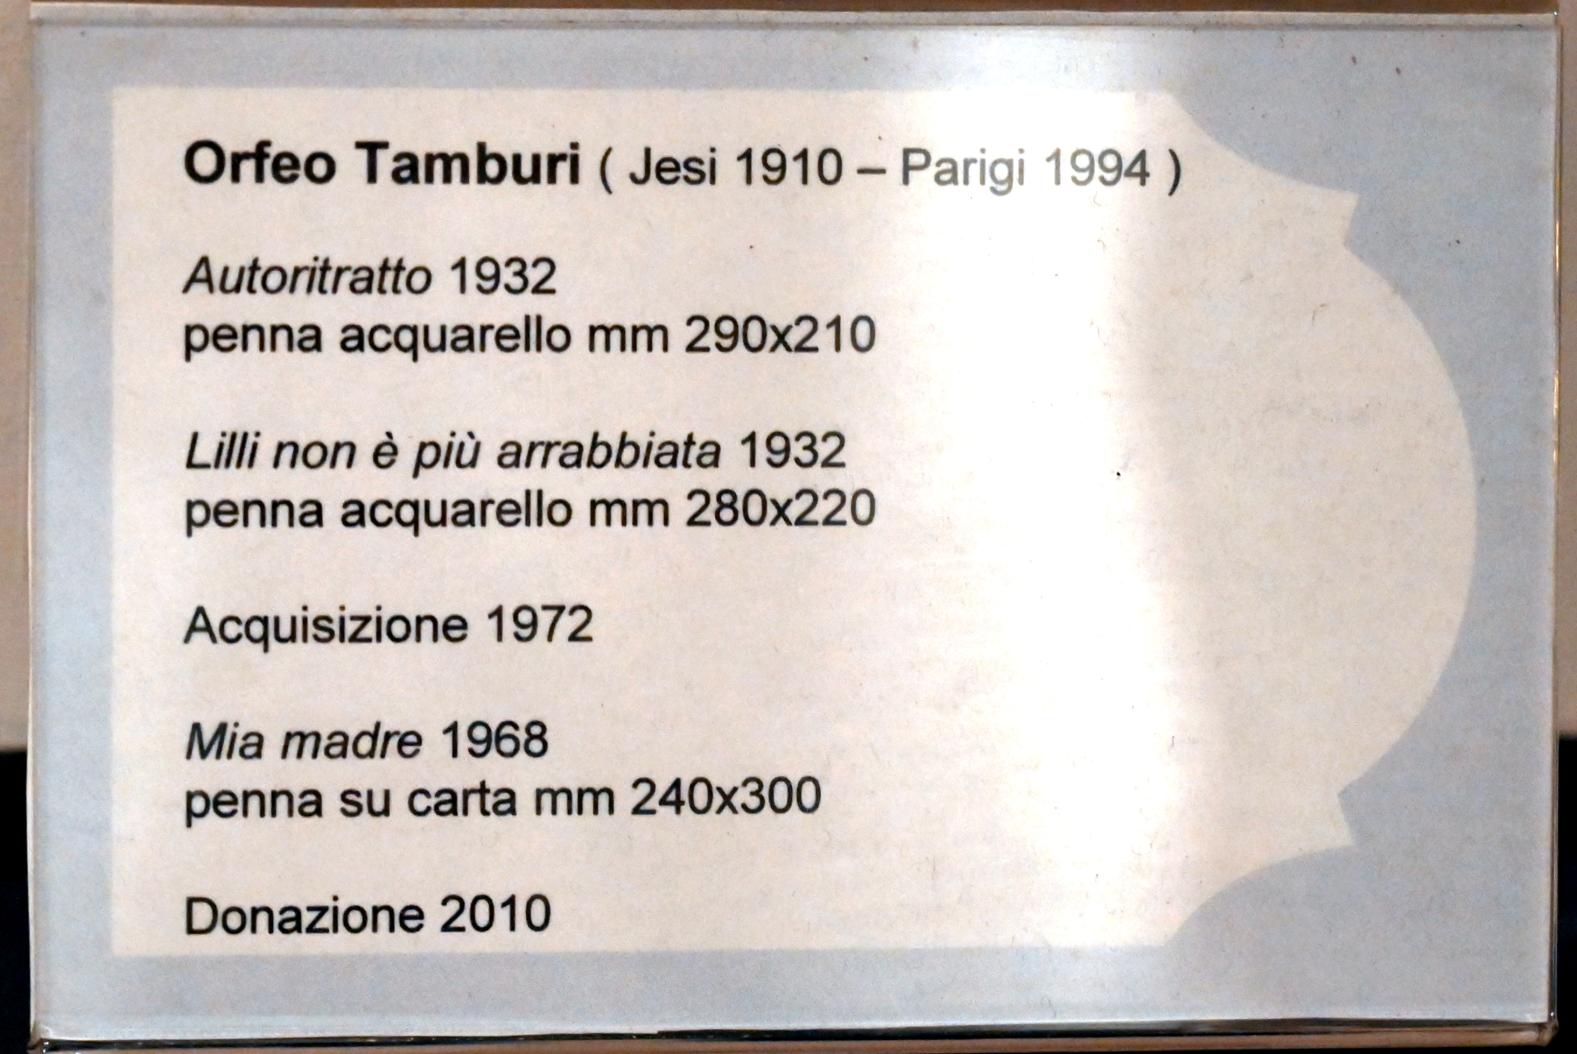 Orfeo Tamburi ( Jesi 1910 – Parigi 1994 )
Autoritratto 1932
penna acquarello mm 290x210
Lilli non è più arrabbiata 1932
penna acquarello mm 280x220
Acquisizione 1972
Mia madre 1968
penna su carta mm 240x300
Donazione 2010